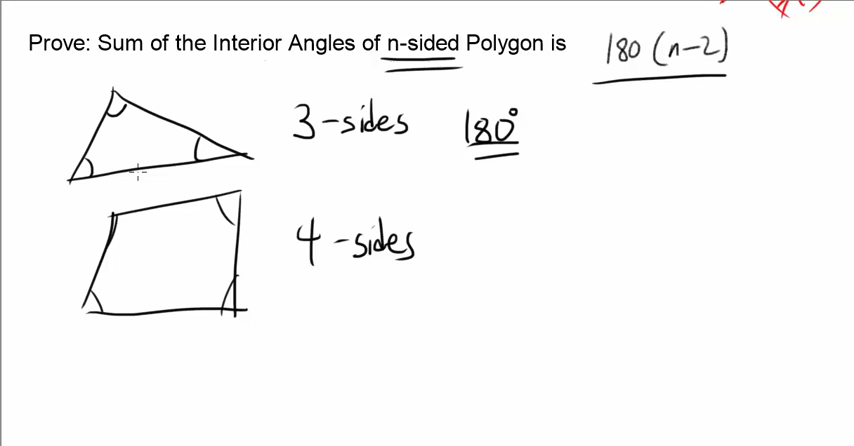 Prove: Sum of the Interior Angles of n-sided Polygon is 180 (n-2)
3-sides 180°
4-sides